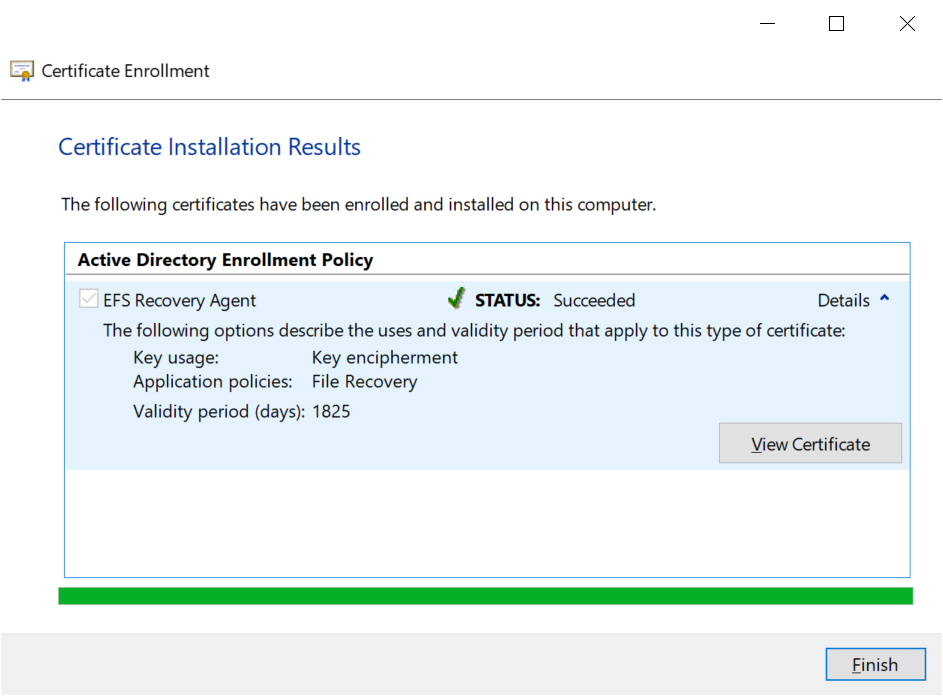 Certificate Enrollment
Certificate Installation Results
The following certificates have been enrolled and installed on this computer.
Active Directory Enrollment Policy
EFS Recovery Agent STATUS: Succeeded Details
The following options describe the uses and validity period that apply to this type of certificate:
Key usage: Key encipherment
Application policies: File Recovery
Validity period (days): 1825
View Certificate
Finish